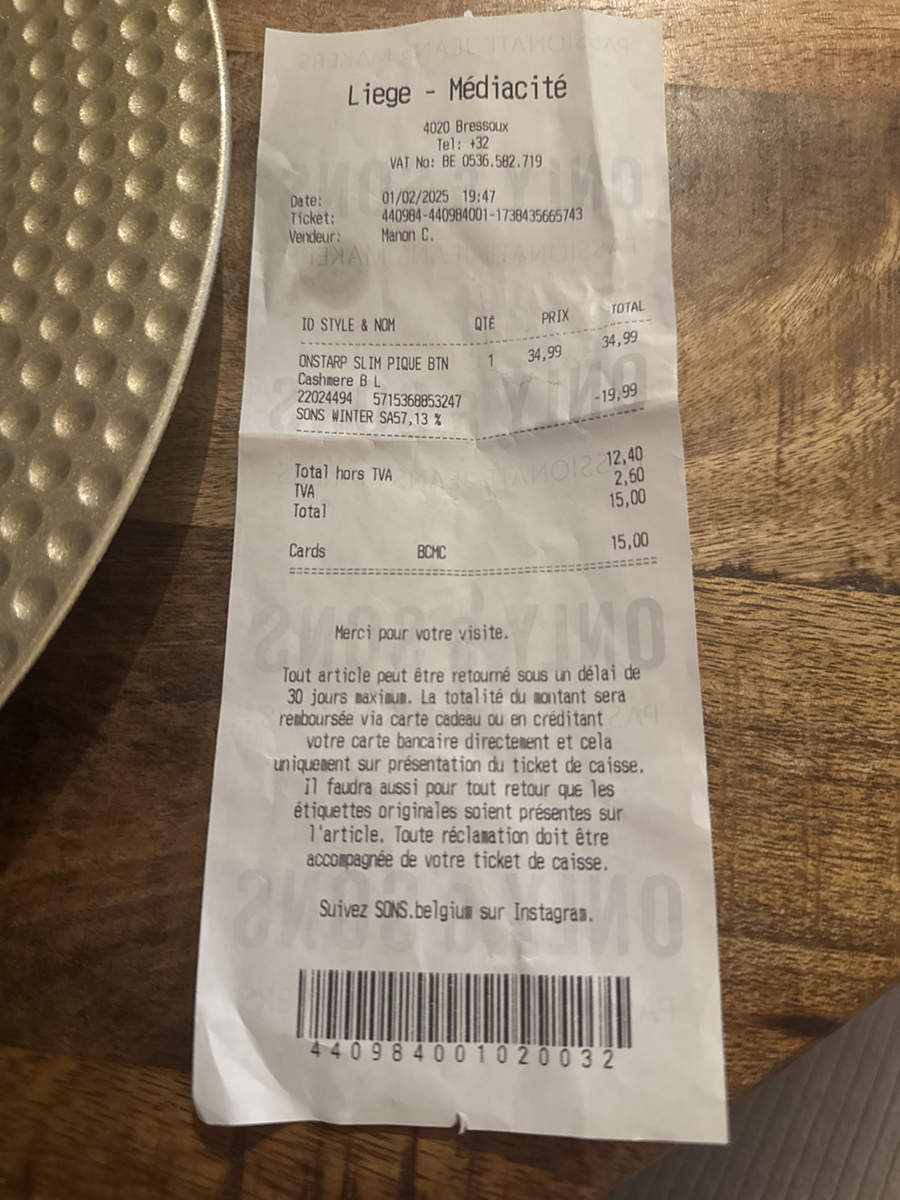 Liege - Médiacité
4020 Bressoux
Tel: +32
VAT No: BE 0536.582.719
Date: 01/02/2025 19:47
Ticket: 440984-440984001-1738435665743
Vendeur: Manon C.
ID STYLE & NOM QTÉ PRIX TOTAL
ONSTARP SLIM PIQUE BTN 1 34,99 34,99
Cashmere B L
22024494 5715368853247 -19,99
SONS WINTER SA57,13 %
Total hors TVA 12,40
TVA 2,60
Total 15,00
Cards BCMC 15,00
Merci pour votre visite.
Tout article peut être retourné sous un délai de
30 jours maximum. La totalité du montant sera
remboursée via carte cadeau ou en créditant
votre carte bancaire directement et cela
uniquement sur présentation du ticket de caisse.
Il faudra aussi pour tout retour que les
étiquettes originales soient présentes sur
l'article. Toute réclamation doit être
accompagnée de votre ticket de caisse.
Suivez SONS.belgium sur Instagram.
440984001020032